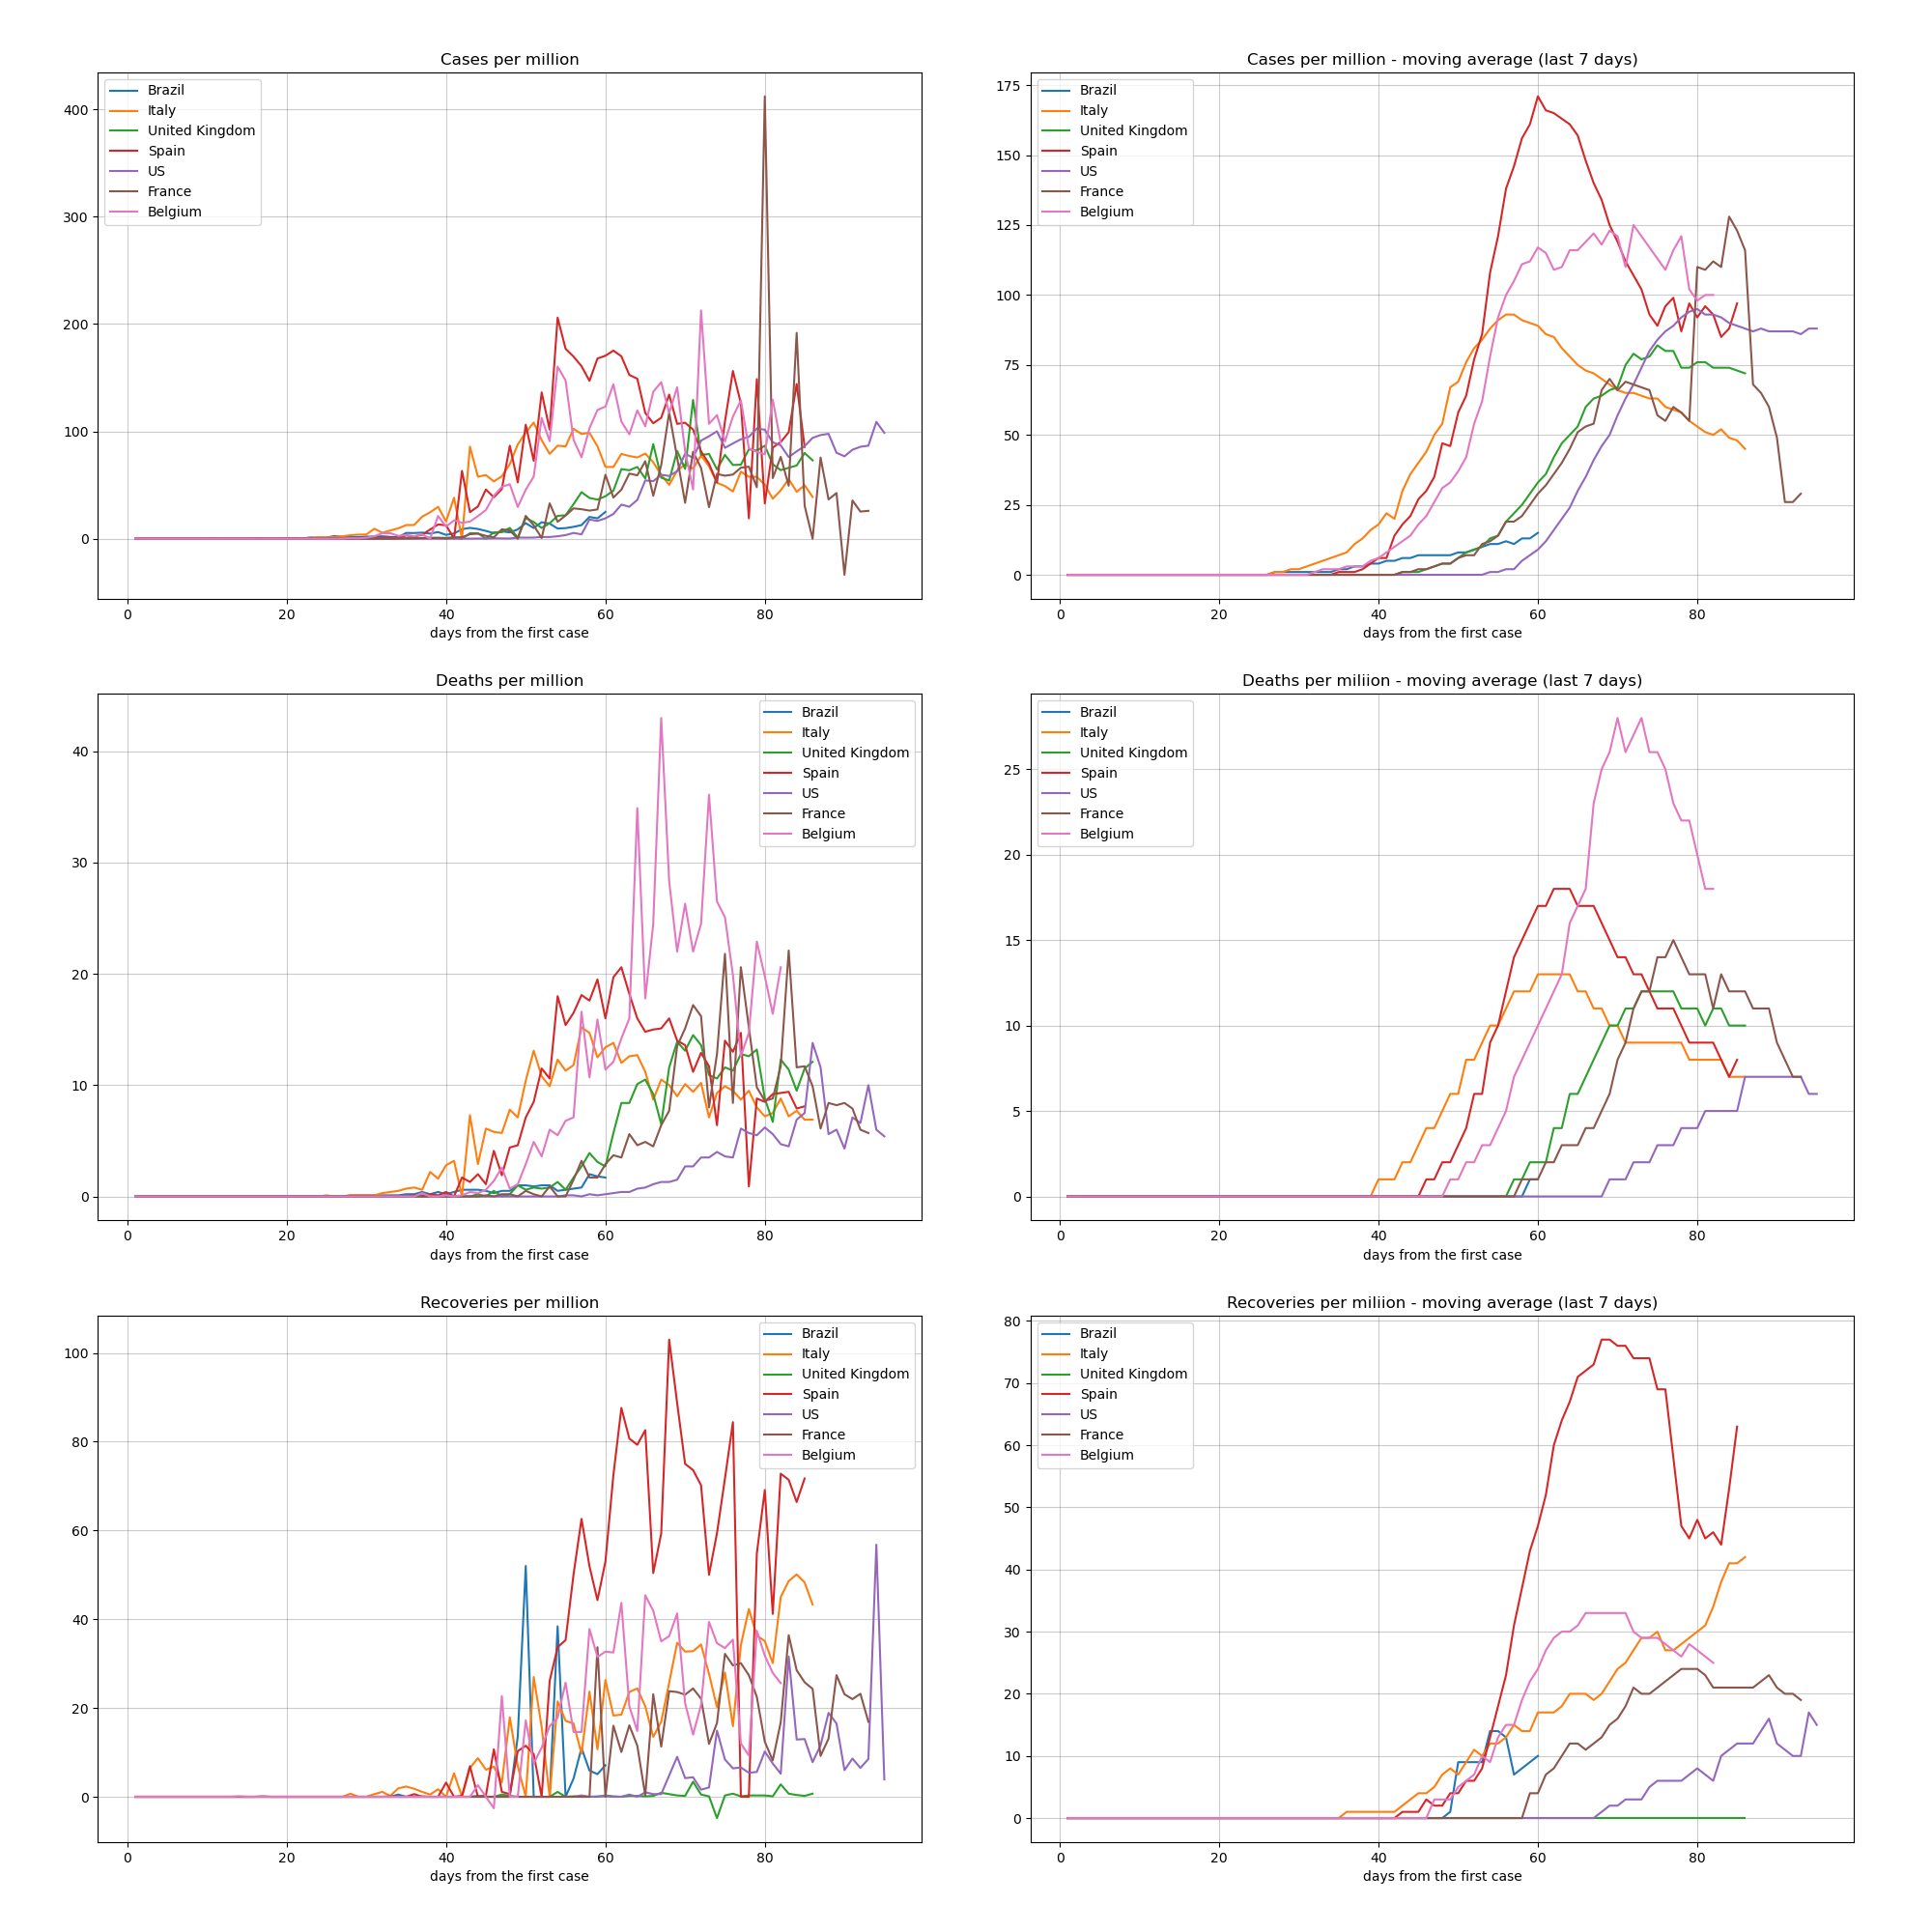 Cases per million
400
300
200
100
0
Brazil
Italy
United Kingdom
Spain
US
France
Belgium
0 20 40 60 80
days from the first case
Cases per million - moving average (last 7 days)
175
150
125
100
75
50
25
0
Brazil
Italy
United Kingdom
Spain
US
France
Belgium
0 20 40 60 80
days from the first case
Deaths per million
40
30
20
10
0
Brazil
Italy
United Kingdom
Spain
US
France
Belgium
0 20 40 60 80
days from the first case
Deaths per miliion - moving average (last 7 days)
25
20
15
10
5
0
Brazil
Italy
United Kingdom
Spain
US
France
Belgium
0 20 40 60 80
days from the first case
Recoveries per million
100
80
60
40
20
0
Brazil
Italy
United Kingdom
Spain
US
France
Belgium
0 20 40 60 80
days from the first case
Recoveries per miliion - moving average (last 7 days)
80
70
60
50
40
30
20
10
0
Brazil
Italy
United Kingdom
Spain
US
France
Belgium
0 20 40 60 80
days from the first case